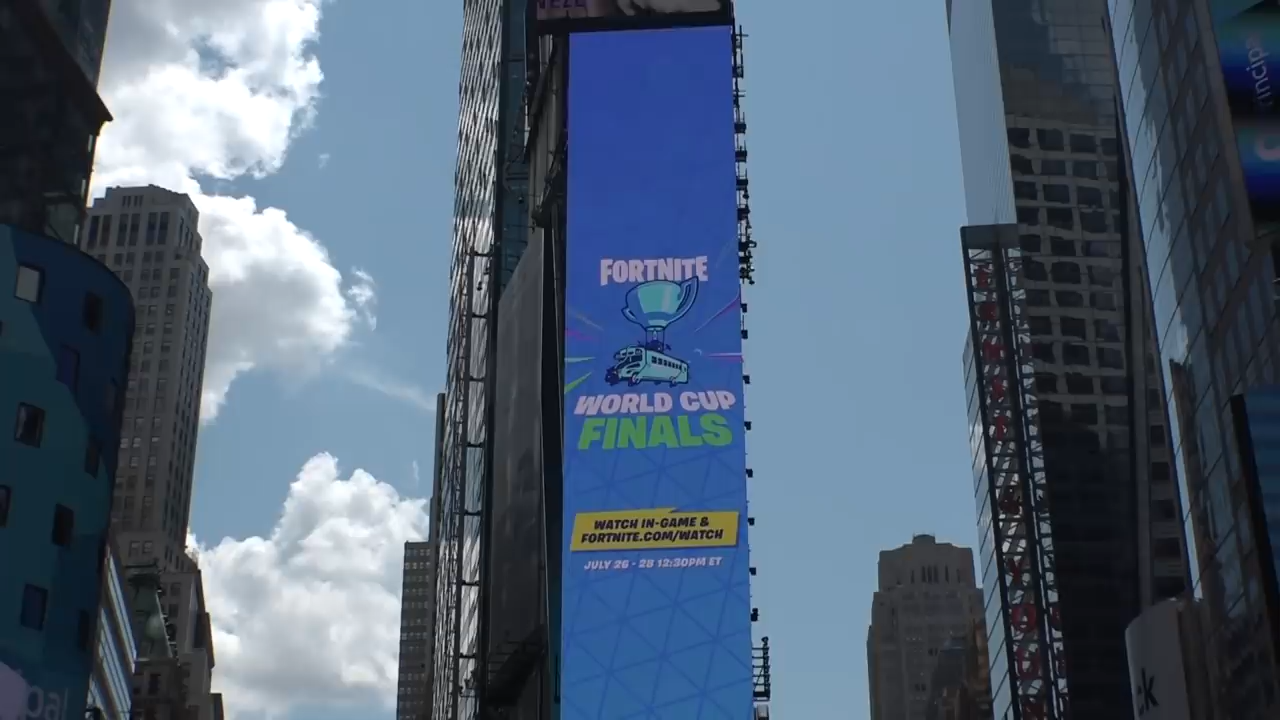 FORTNITE
WORLD CUP
FINALS
WATCH IN-GAME &
FORTNITE.COM/WATCH
JULY 26 - 28 12:30PM ET